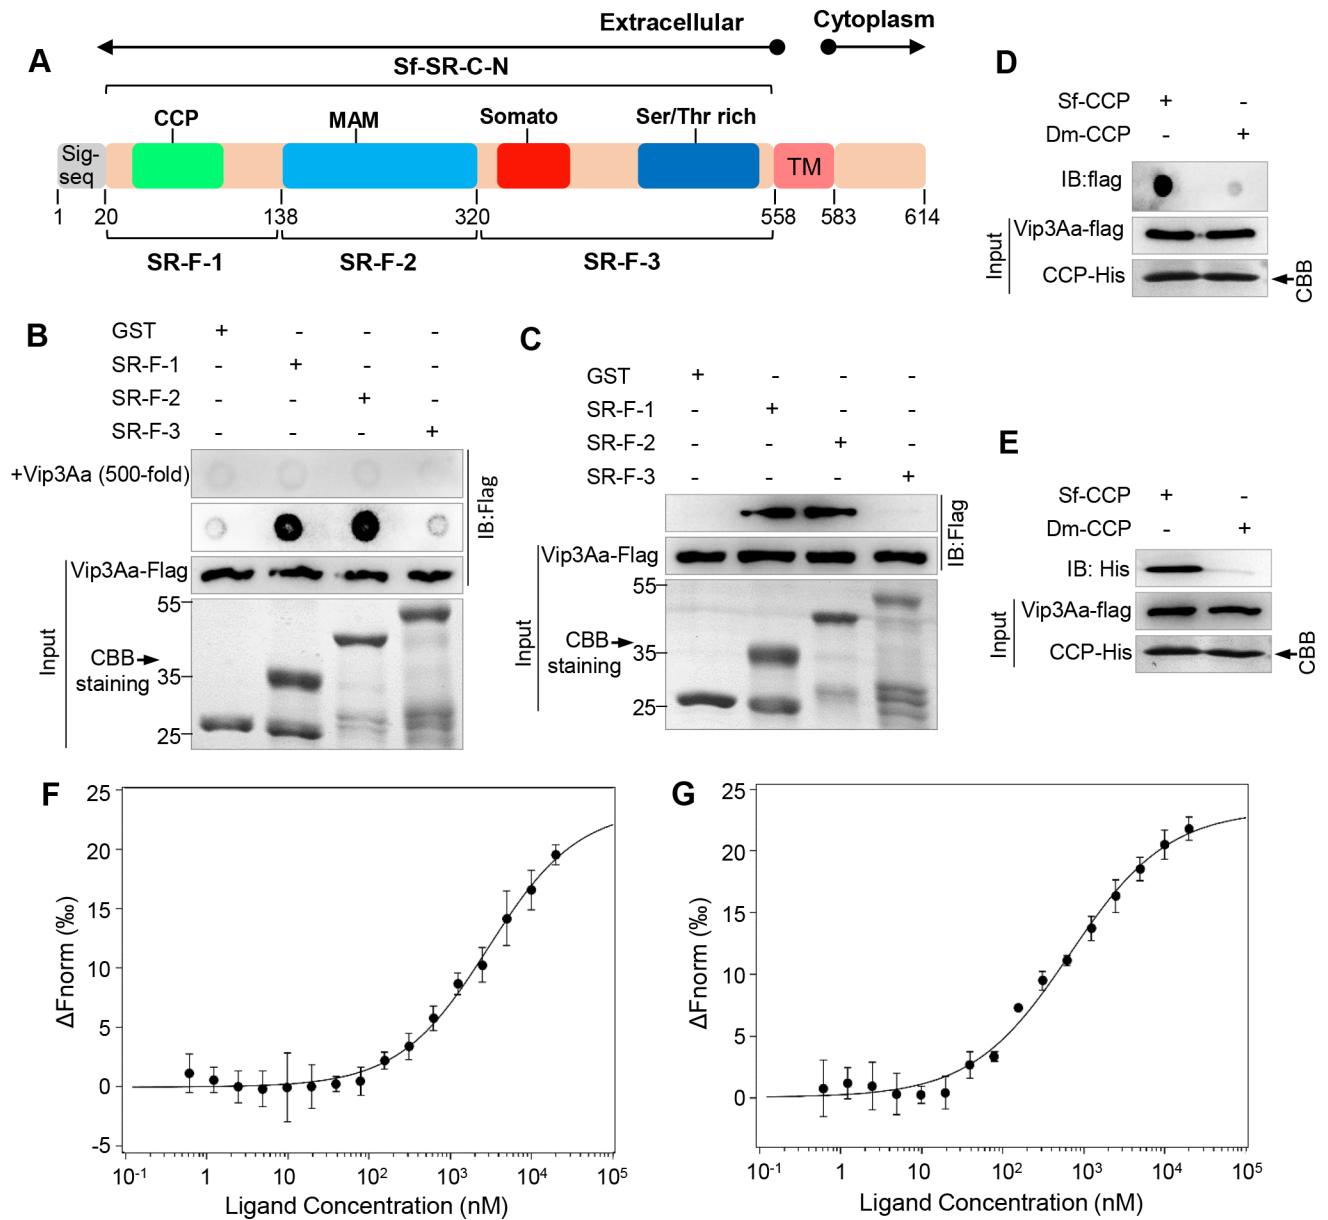 Extracellular Cytoplasm
A
Sf-SR-C-N
CCP MAM Somato Ser/Thr rich
Sig-
seq
TM
1 20 138 320 558 583 614
SR-F-1 SR-F-2 SR-F-3
B
GST + - - -
SR-F-1 - + - -
SR-F-2 - - + -
SR-F-3 - - - +
+Vip3Aa (500-fold)
IB:Flag
Vip3Aa-Flag
Input
CBB
staining
55
35
25
C
GST + - - -
SR-F-1 - + - -
SR-F-2 - - + -
SR-F-3 - - - +
IB:Flag
Vip3Aa-Flag
Input
CBB
staining
55
35
25
D
Sf-CCP + -
Dm-CCP - +
IB:flag
Input
Vip3Aa-flag
CCP-His
CBB
E
Sf-CCP + -
Dm-CCP - +
IB: His
Input
Vip3Aa-flag
CCP-His
CBB
F
ΔFnorm (‰)
25
20
15
10
5
0
-5
10-1 1 10 10² 10³ 10⁴ 10⁵
Ligand Concentration (nM)
G
ΔFnorm (‰)
25
20
15
10
5
0
10-1 1 10 10² 10³ 10⁴ 10⁵
Ligand Concentration (nM)